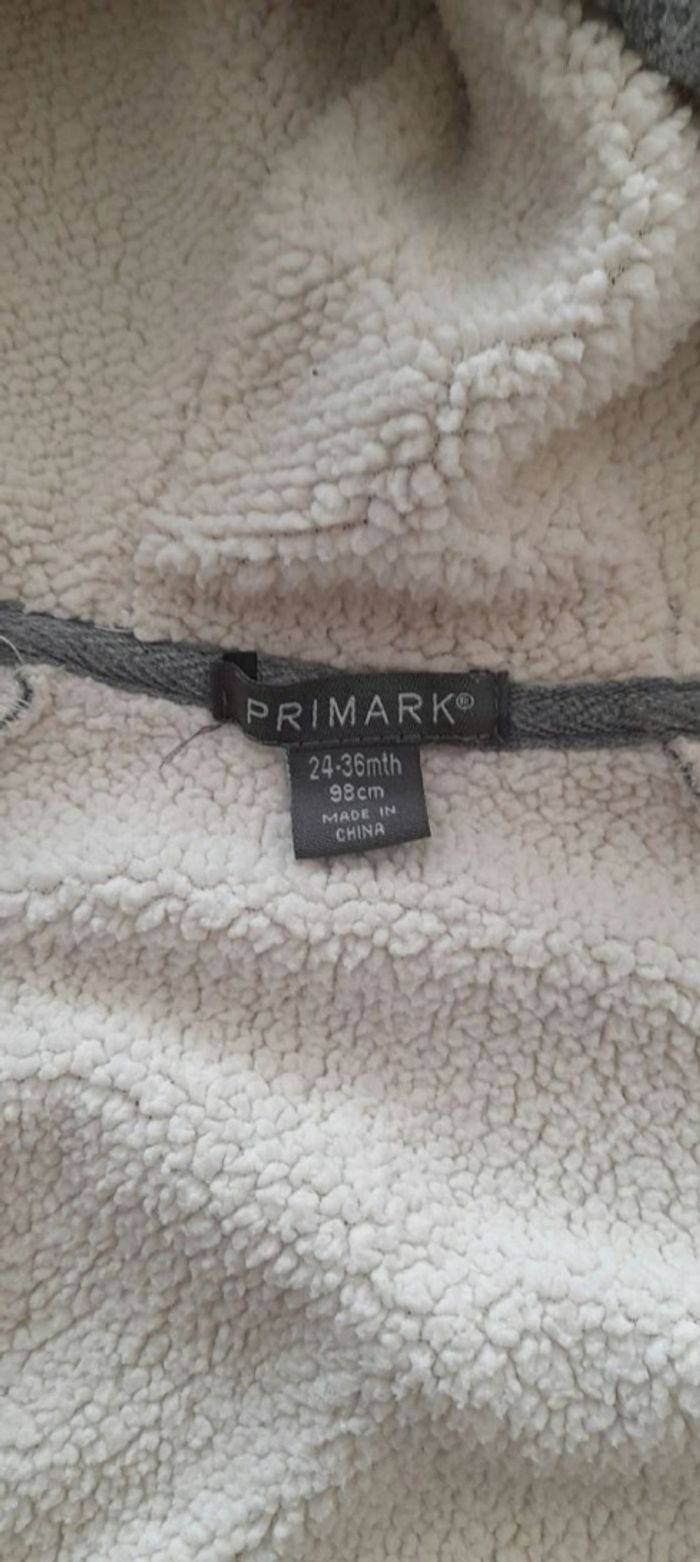 PRIMARK®
24-36mth
98cm
MADE IN
CHINA